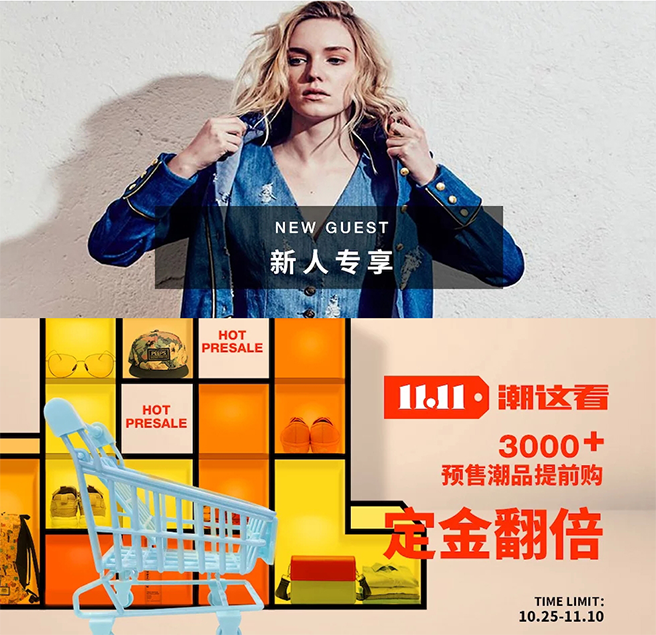 NEW GUEST
新人专享
HOT
PRESALE
HOT
PRESALE
11.11 潮这看
3000+
预售潮品提前购
定金翻倍
TIME LIMIT:
10.25-11.10